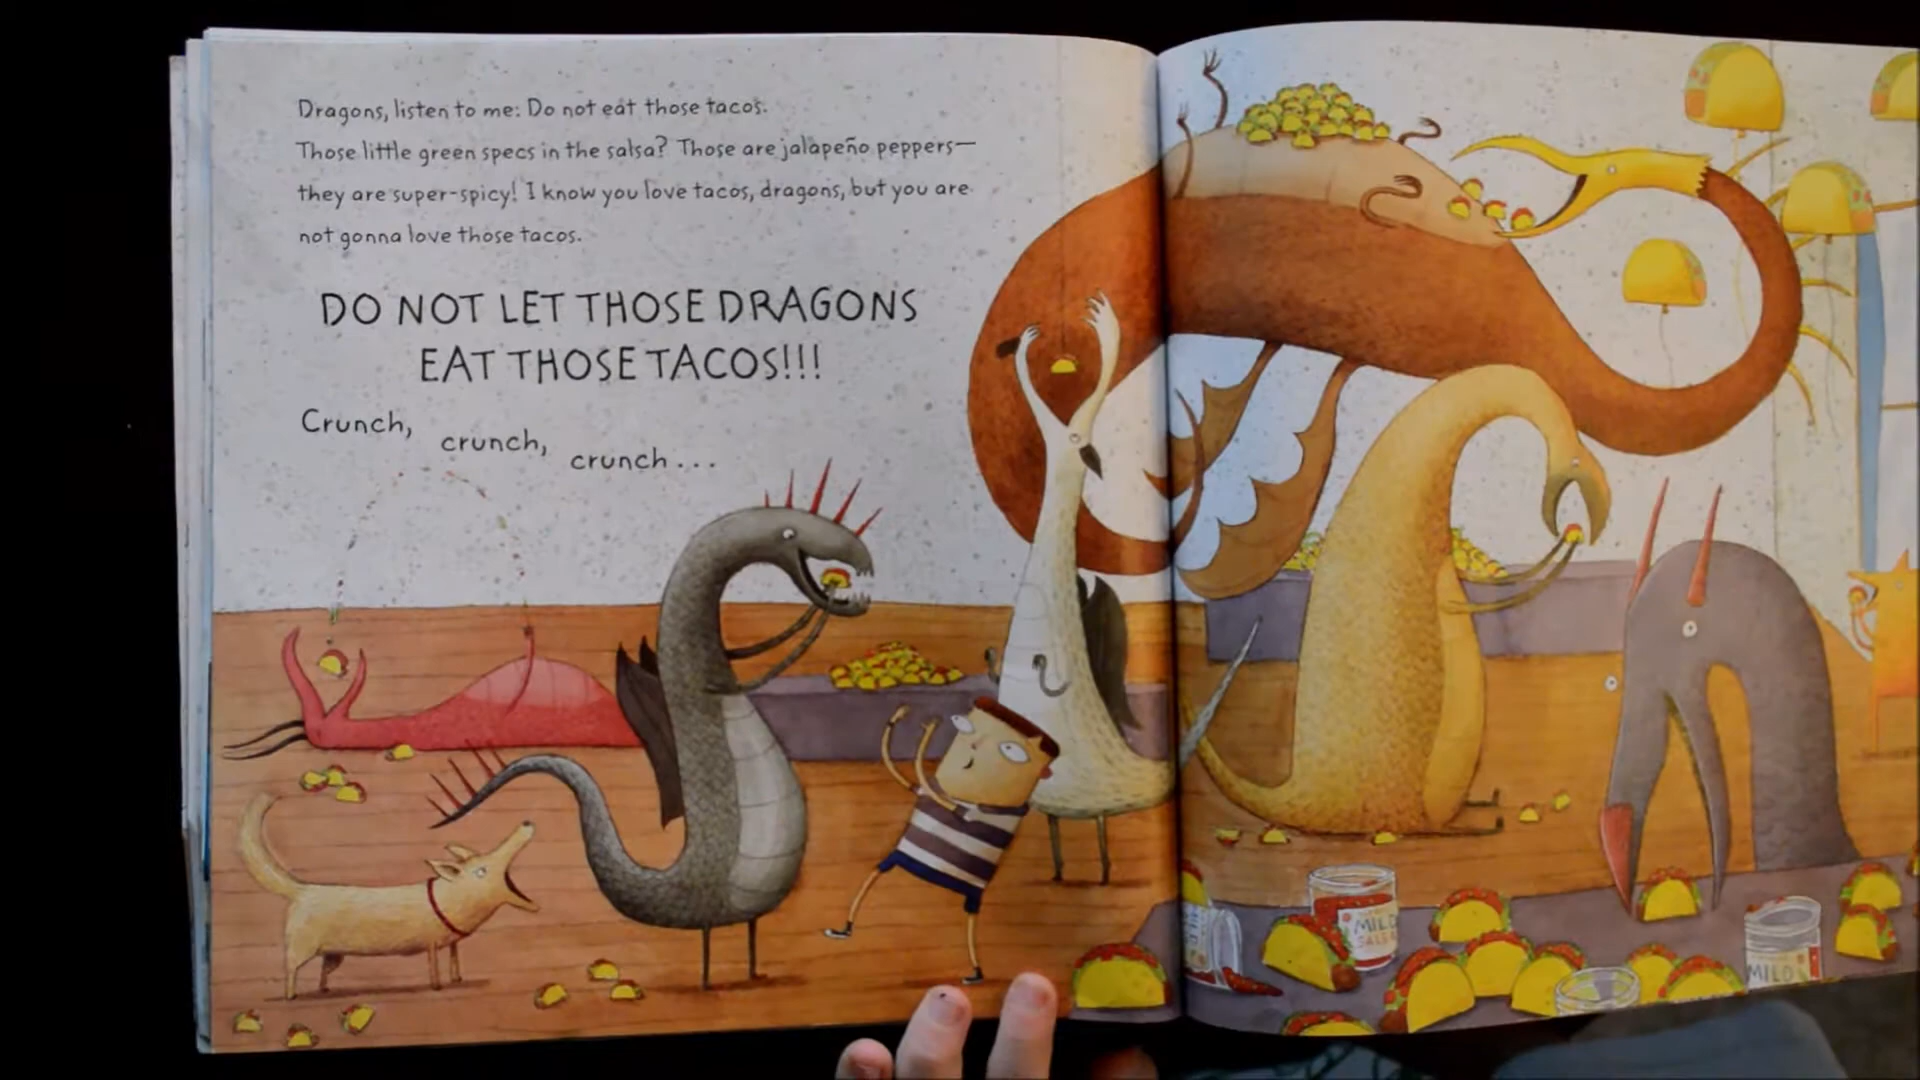 Dragons, listen to me: Do not eat those tacos.
Those little green specs in the salsa? Those are jalapeño peppers—
they are super-spicy! I know you love tacos, dragons, but you are
not gonna love those tacos.
DO NOT LET THOSE DRAGONS
EAT THOSE TACOS!!!
Crunch, crunch, crunch...
MILD
SALSA
MILD